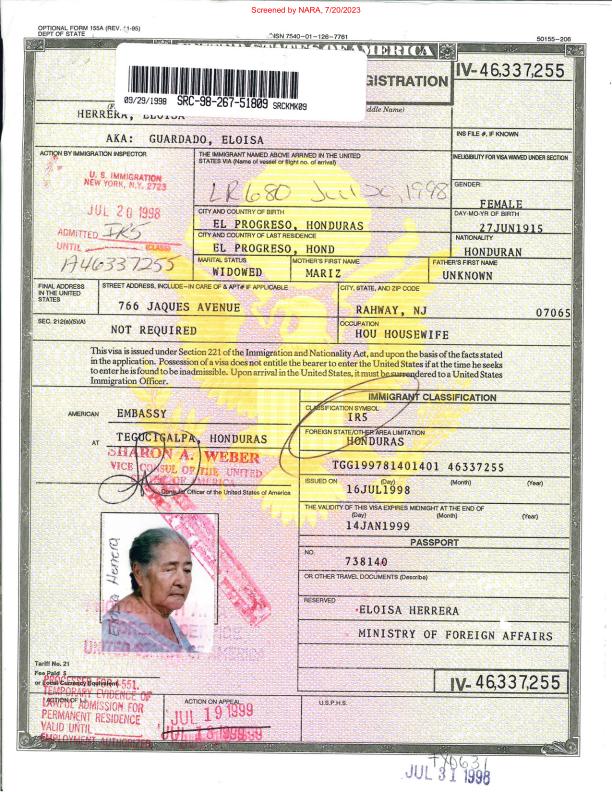 Screened by NARA, 7/20/2023
OPTIONAL FORM 155A (REV. 11-95)
DEPT OF STATE
ISN 7540-01-126-7761
50155-206
UNITED STATES OF AMERICA
09/29/1998 SRC-98-267-51809 SRCKMK09
GISTRATION
IV-46,337,255
ddle Name)
HERRERA, ELOISA
AKA: GUARDADO, ELOISA
INS FILE #, IF KNOWN
ACTION BY IMMIGRATION INSPECTOR
THE IMMIGRANT NAMED ABOVE ARRIVED IN THE UNITED
STATES VIA (Name of vessel or flight no. of arrival)
INELIGIBILITY FOR VISA WAIVED UNDER SECTION
U. S. IMMIGRATION
NEW YORK, N.Y. 2723
LR680 Jul 20, 1998
GENDER:
FEMALE
JUL 20 1998
CITY AND COUNTRY OF BIRTH
EL PROGRESO, HONDURAS
DAY-MO-YR OF BIRTH
27JUN1915
ADMITTED IR5
(CLASS)
UNTIL
CITY AND COUNTRY OF LAST RESIDENCE
EL PROGRESO, HOND
NATIONALITY
HONDURAN
A46337255
MARITAL STATUS
WIDOWED
MOTHER'S FIRST NAME
MARIZ
FATHER'S FIRST NAME
UNKNOWN
FINAL ADDRESS
IN THE UNITED
STATES
STREET ADDRESS, INCLUDE—IN CARE OF & APT# IF APPLICABLE
766 JAQUES AVENUE
CITY, STATE, AND ZIP CODE
RAHWAY, NJ 07065
SEC. 212(a)(5)(A)
NOT REQUIRED
OCCUPATION
HOU HOUSEWIFE
This visa is issued under Section 221 of the Immigration and Nationality Act, and upon the basis of the facts stated
in the application. Possession of a visa does not entitle the bearer to enter the United States if at the time he seeks
to enter he is found to be inadmissible. Upon arrival in the United States, it must be surrendered to a United States
Immigration Officer.
IMMIGRANT CLASSIFICATION
AMERICAN EMBASSY
CLASSIFICATION SYMBOL
IR5
AT TEGUCIGALPA, HONDURAS
FOREIGN STATE/OTHER AREA LIMITATION
HONDURAS
SHARON A. WEBER
VICE CONSUL OF THE UNITED
STATES OF AMERICA
Consular Officer of the United States of America
TGG199781401401 46337255
ISSUED ON (Day) (Month) (Year)
16JUL1998
THE VALIDITY OF THIS VISA EXPIRES MIDNIGHT AT THE END OF
(Day) (Month) (Year)
14JAN1999
PASSPORT
NO. 738140
OR OTHER TRAVEL DOCUMENTS (Describe)
Eloisa Herrera
RESERVED
ELOISA HERRERA
MINISTRY OF FOREIGN AFFAIRS
UNITED STATES OF AMERICA
Tariff No. 21
Fee Paid $
or Local Currency Equivalent
IV- 46,337,255
PROCESSED FOR I-551.
TEMPORARY EVIDENCE OF
LAWFUL ADMISSION FOR
PERMANENT RESIDENCE
VALID UNTIL
EMPLOYMENT AUTHORIZED
ACTION ON APPEAL
JUL 19 1999
U.S.P.H.S.
JUL 31 1998